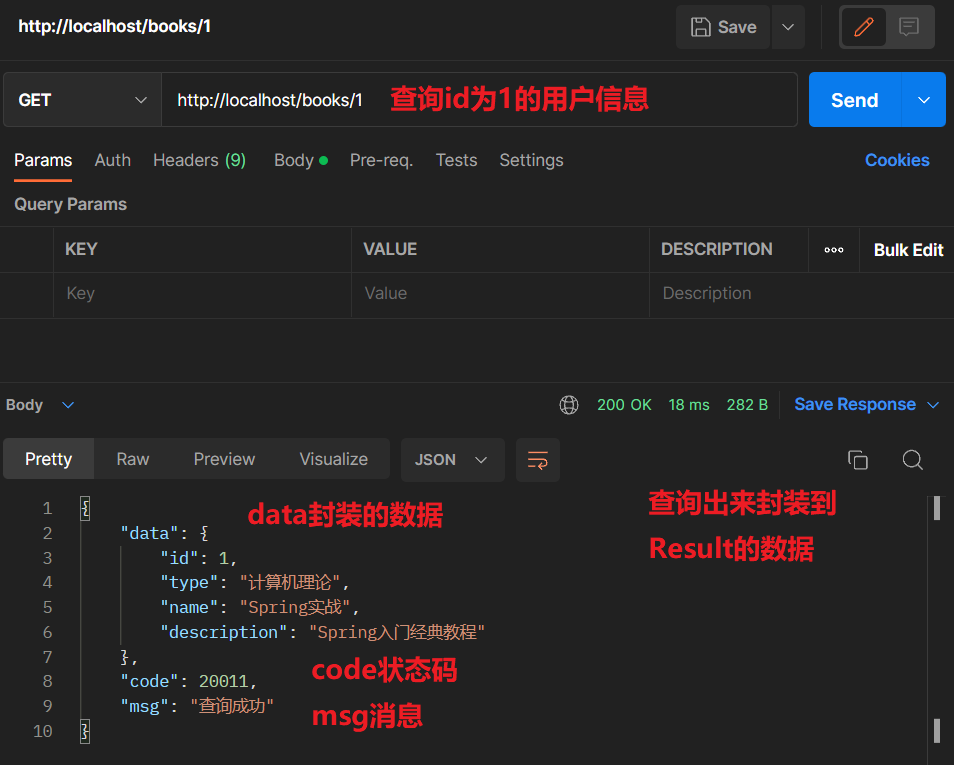 http://localhost/books/1
Save
GET
http://localhost/books/1
查询id为1的用户信息
Send
Params Auth Headers (9) Body Pre-req. Tests Settings Cookies
Query Params
KEY VALUE DESCRIPTION ooo Bulk Edit
Key Value Description
Body 200 OK 18 ms 282 B Save Response
Pretty Raw Preview Visualize JSON
1 {
data封装的数据
查询出来封装到
Result的数据
2 "data": {
3 "id": 1,
4 "type": "计算机理论",
5 "name": "Spring实战",
6 "description": "Spring入门经典教程"
7 },
code状态码
8 "code": 20011,
9 "msg": "查询成功"
msg消息
10 }